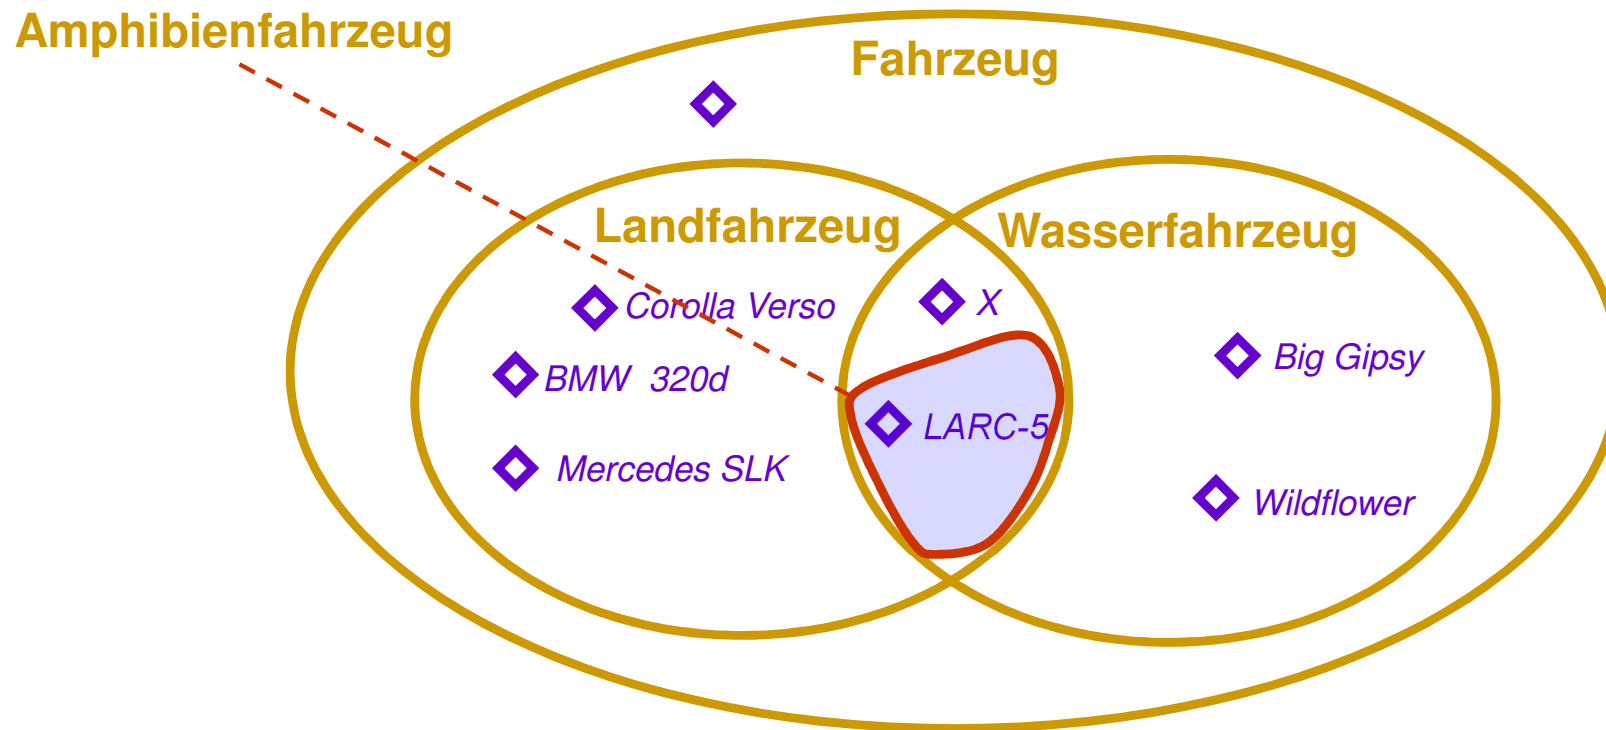 Amphibienfahrzeug
Fahrzeug
Landfahrzeug
Wasserfahrzeug
Corolla Verso
X
BMW 320d
Big Gipsy
LARC-5
Mercedes SLK
Wildflower